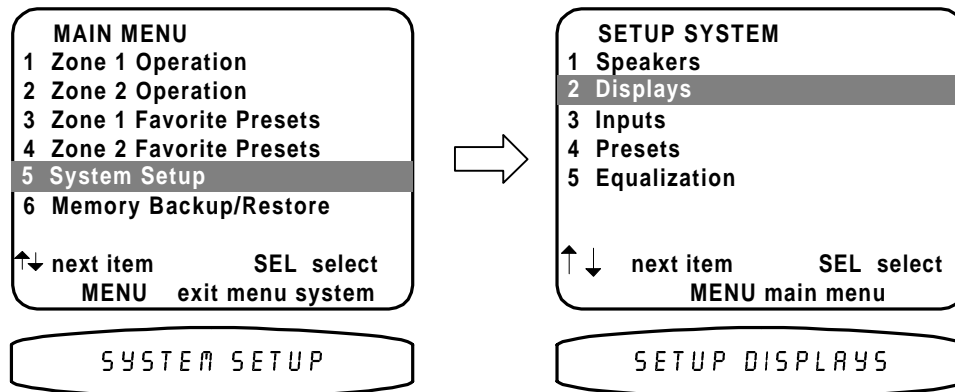 MAIN MENU
1 Zone 1 Operation
2 Zone 2 Operation
3 Zone 1 Favorite Presets
4 Zone 2 Favorite Presets
5 System Setup
6 Memory Backup/Restore
↑↓ next item SEL select
MENU exit menu system
SYSTEM SETUP
SETUP SYSTEM
1 Speakers
2 Displays
3 Inputs
4 Presets
5 Equalization
↑ ↓ next item SEL select
MENU main menu
SETUP DISPLAYS